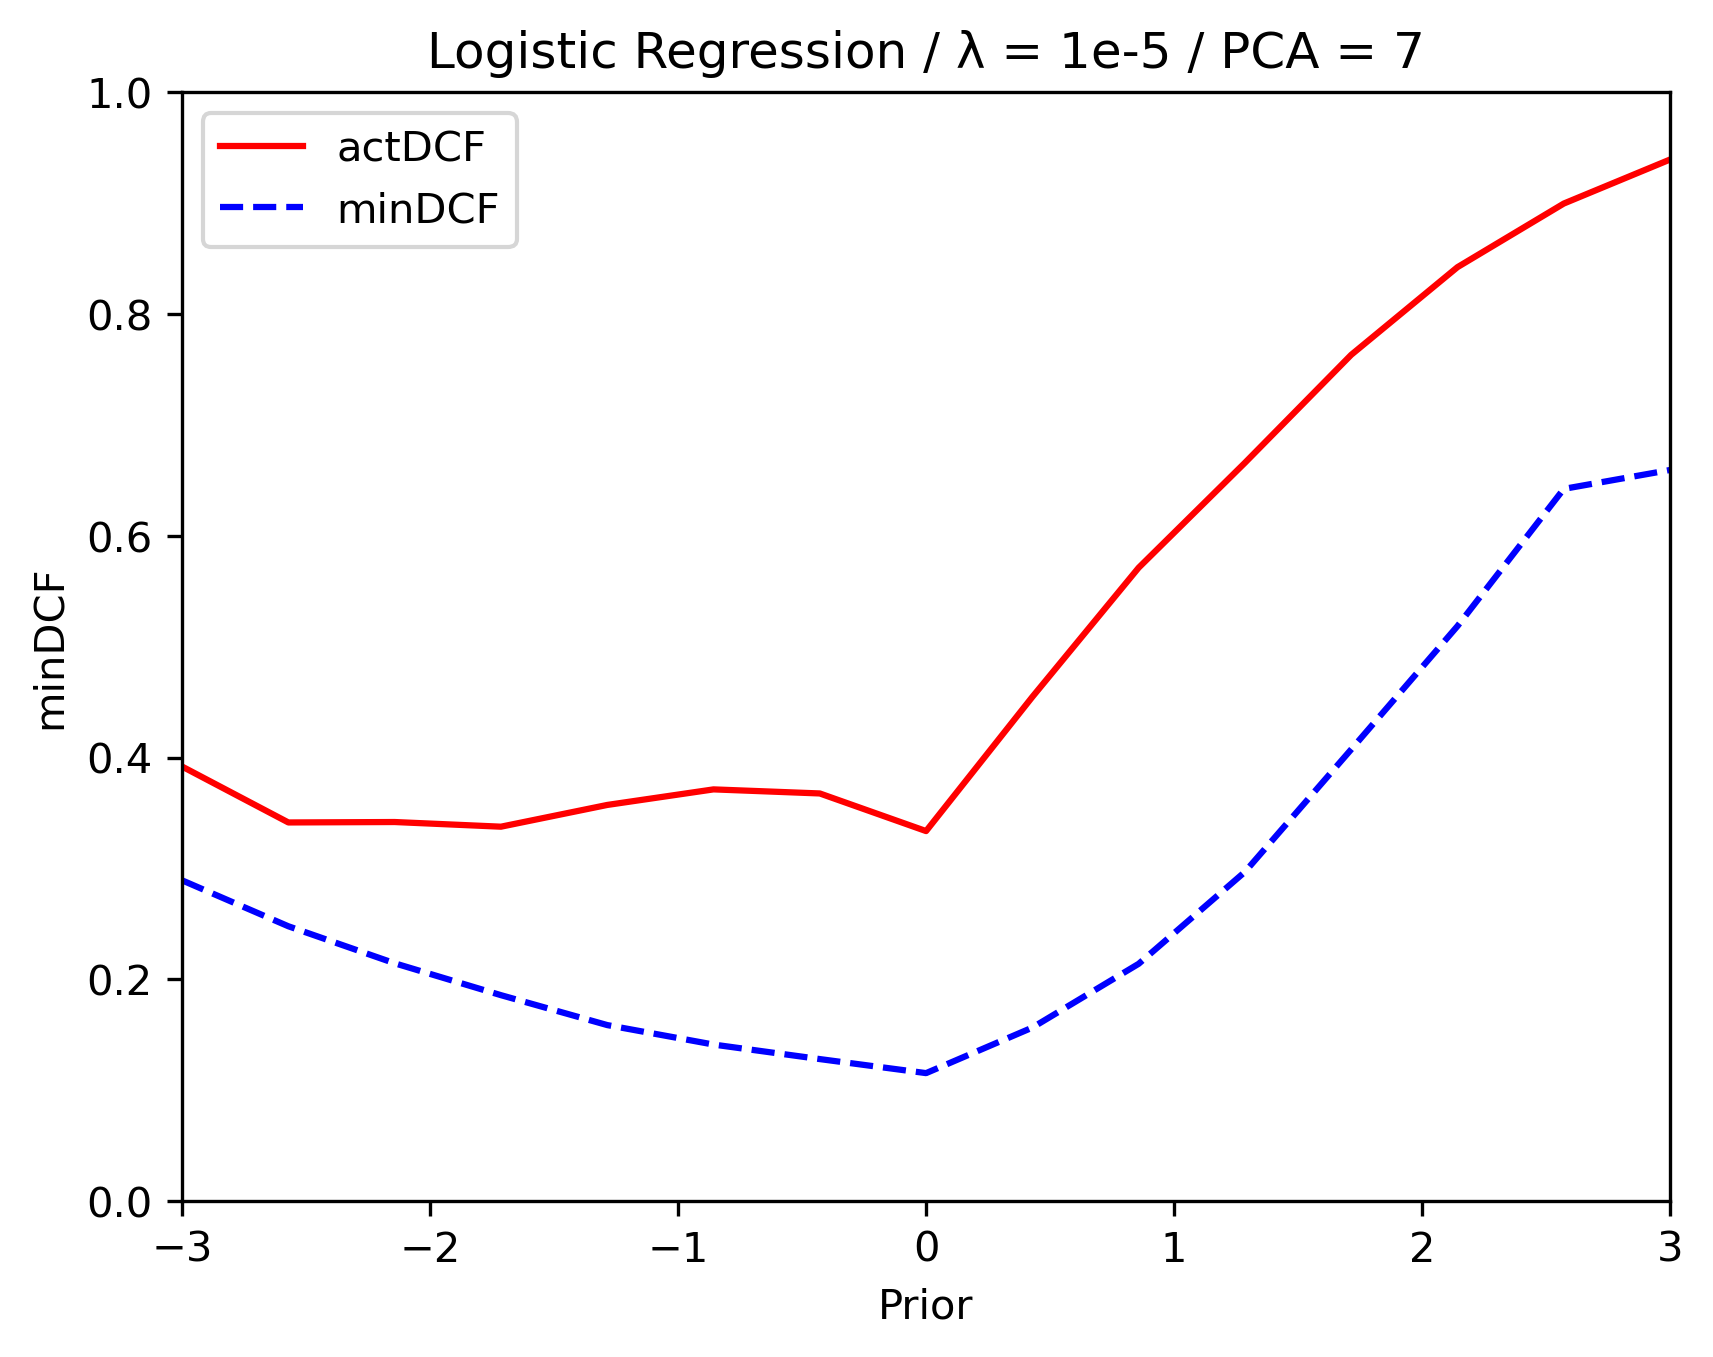 Logistic Regression / λ = 1e-5 / PCA = 7
1.0
actDCF
minDCF
0.8
0.6
minDCF
0.4
0.2
0.0
−3 −2 −1 0 1 2 3
Prior